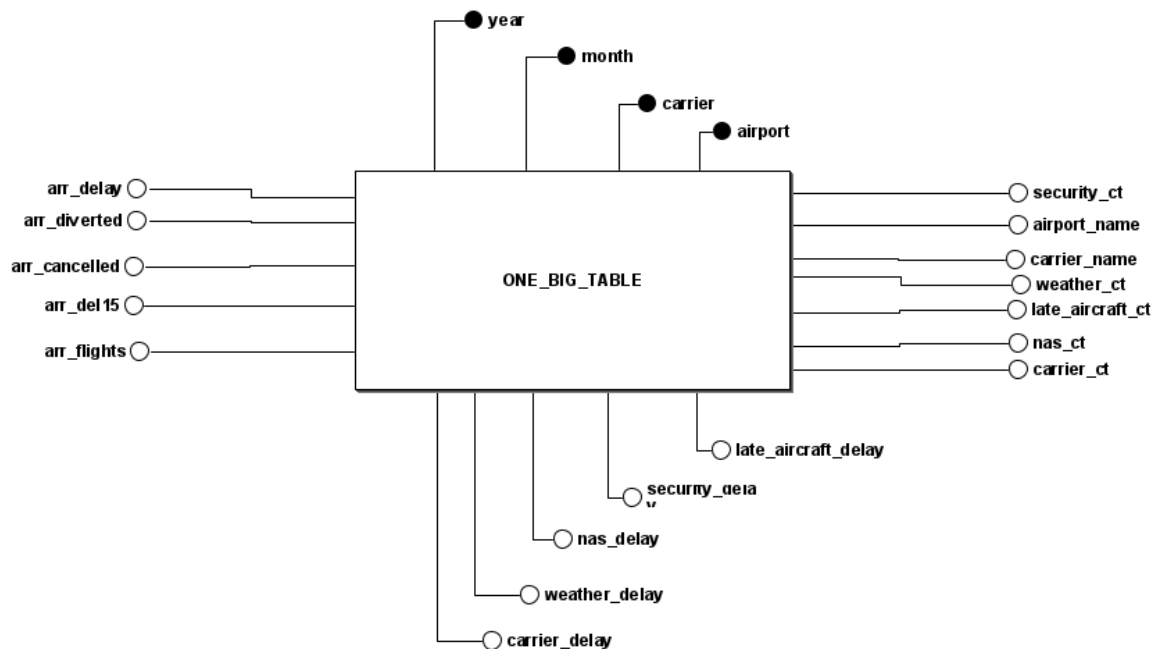 year
month
carrier
airport
arr_delay
arr_diverted
arr_cancelled
arr_del15
arr_flights
ONE_BIG_TABLE
security_ct
airport_name
carrier_name
weather_ct
late_aircraft_ct
nas_ct
carrier_ct
late_aircraft_delay
security_dela
y
nas_delay
weather_delay
carrier_delay